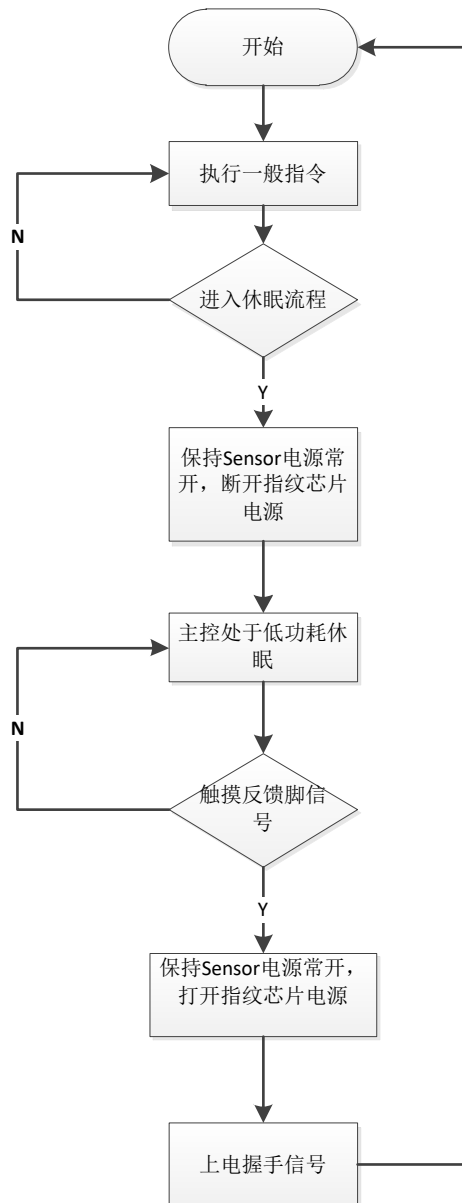 开始
执行一般指令
N
进入休眠流程
Y
保持Sensor电源常
开，断开指纹芯片
电源
主控处于低功耗休
眠
N
触摸反馈脚信
号
Y
保持Sensor电源常开，
打开指纹芯片电源
上电握手信号